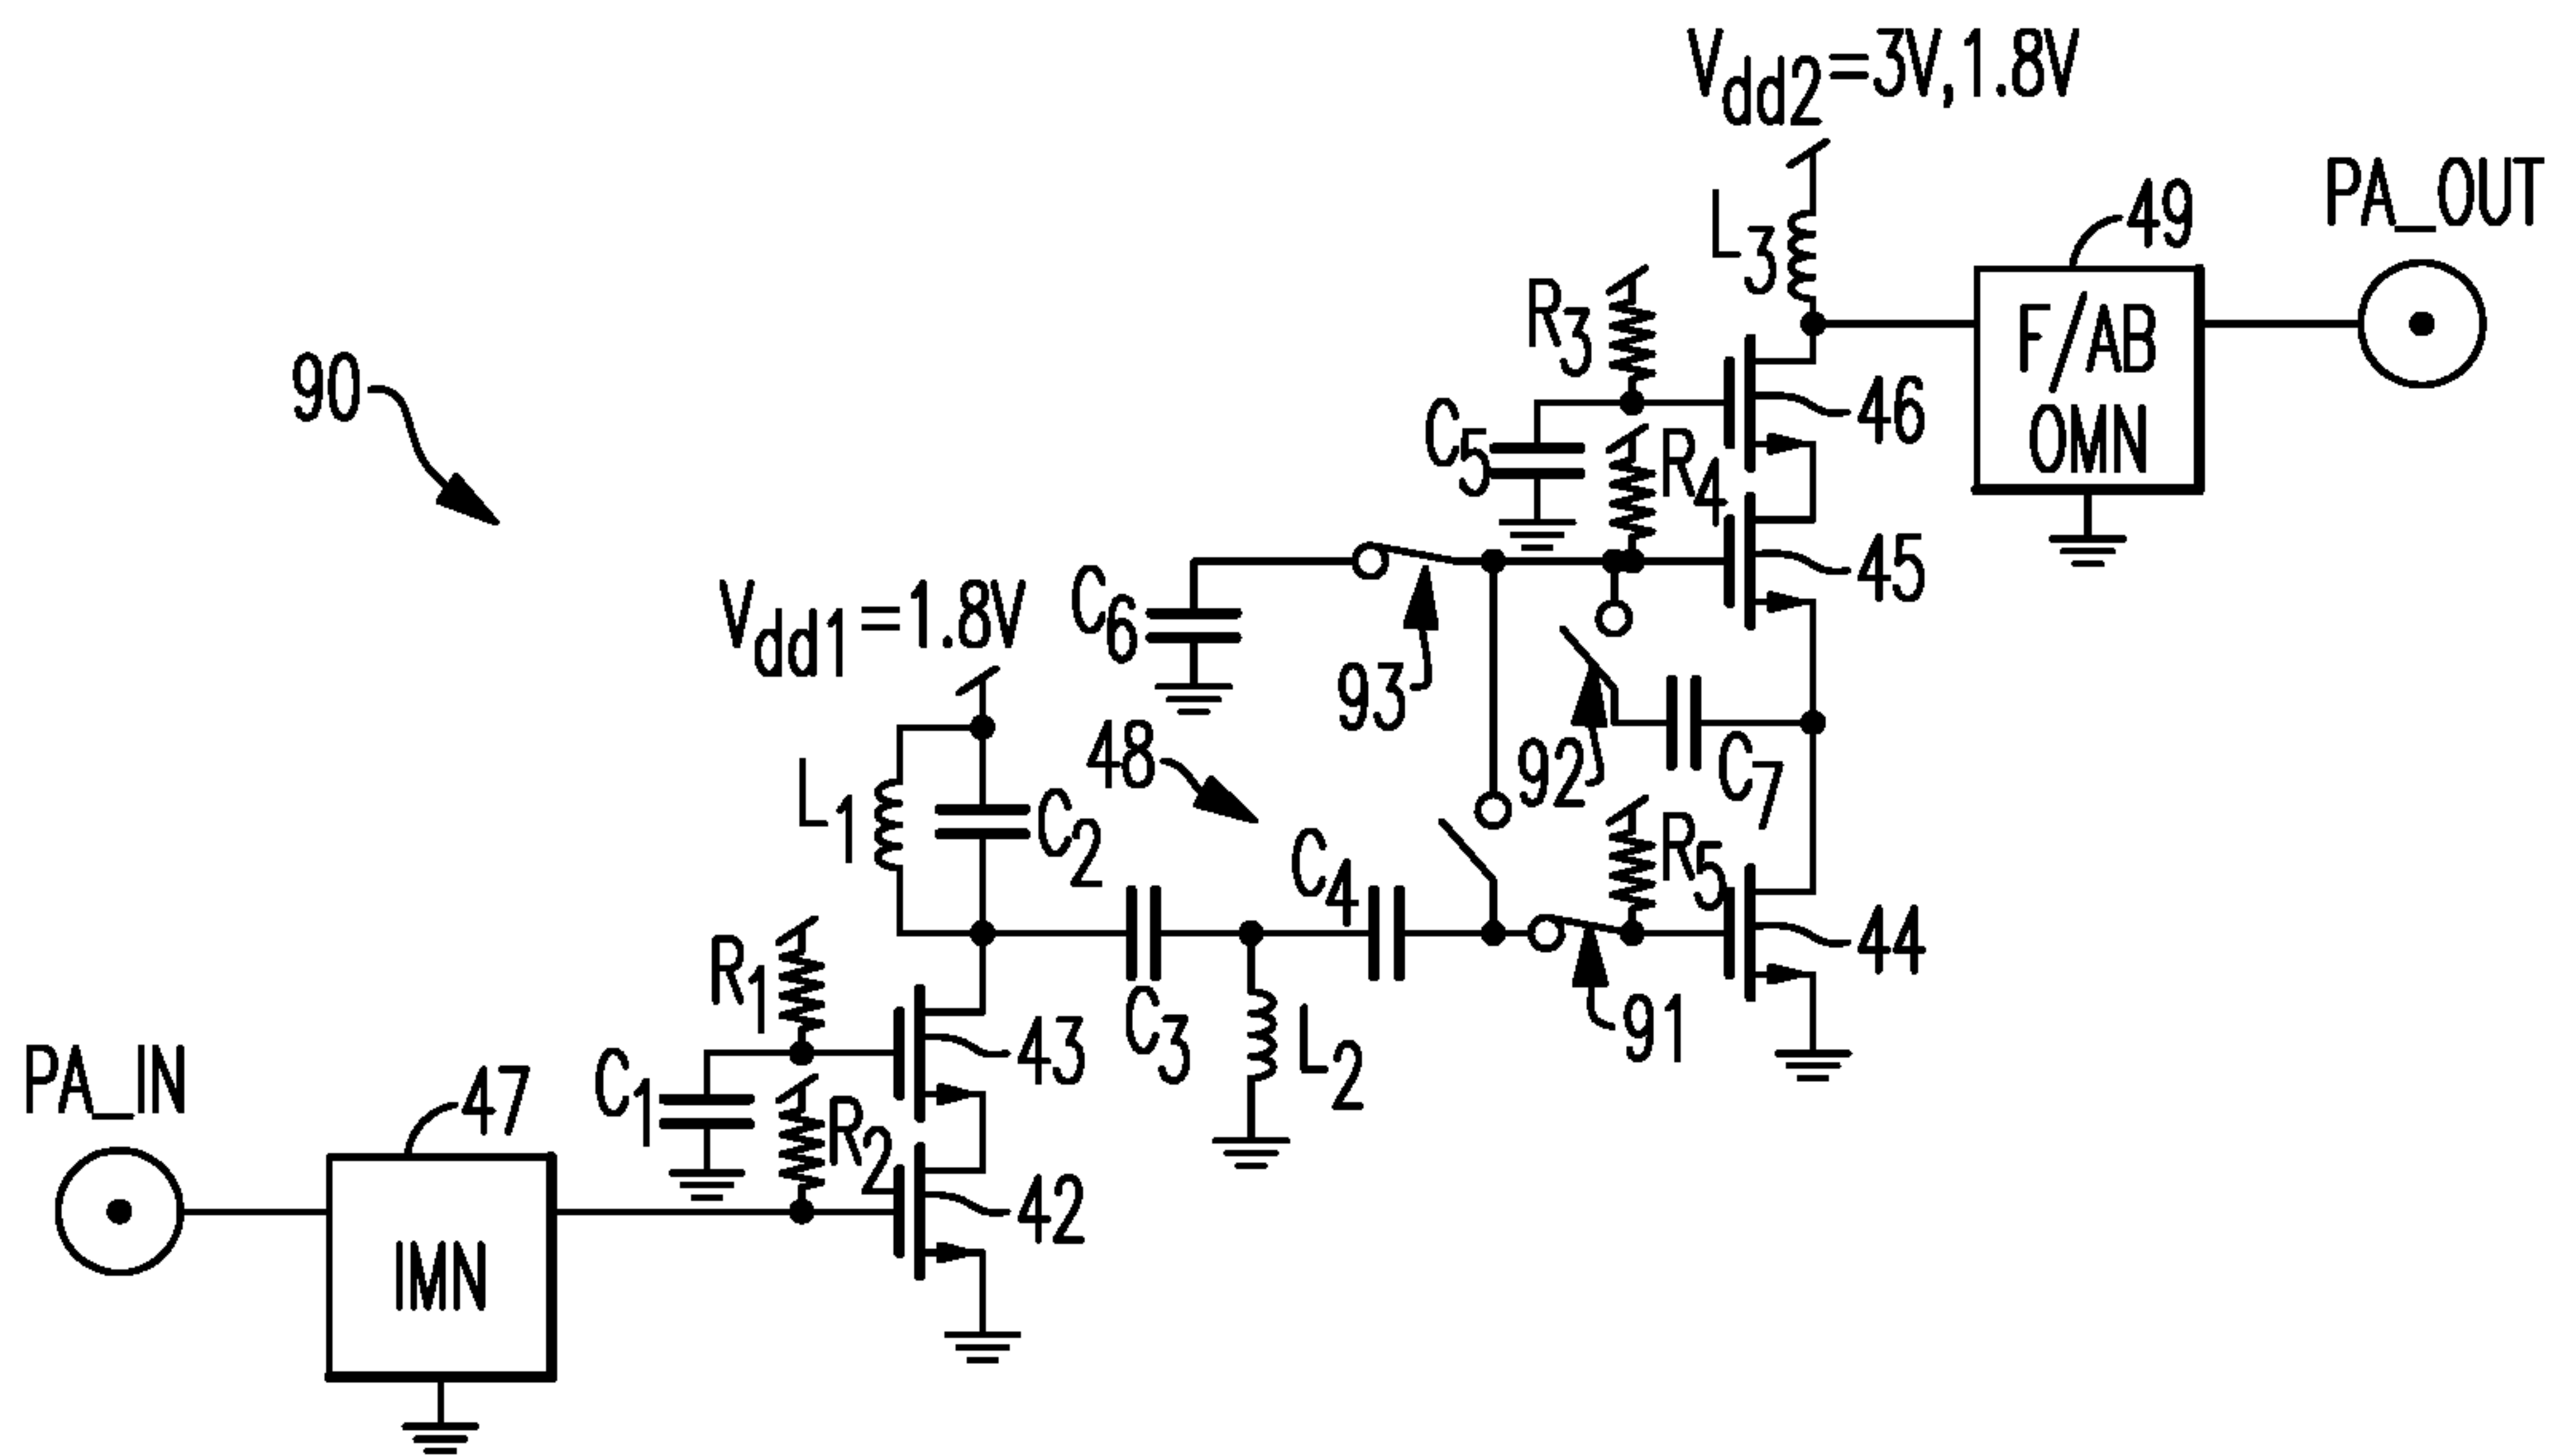 Vdd2=3V,1.8V
PA_OUT
49
L3
R3
F/AB
OMN
90
46
C5
R4
45
C6
Vdd1=1.8V
93
48
92
C7
L1
C2
C4
R5
44
R1
C3
L2
91
43
C1
PA_IN
47
R2
42
IMN